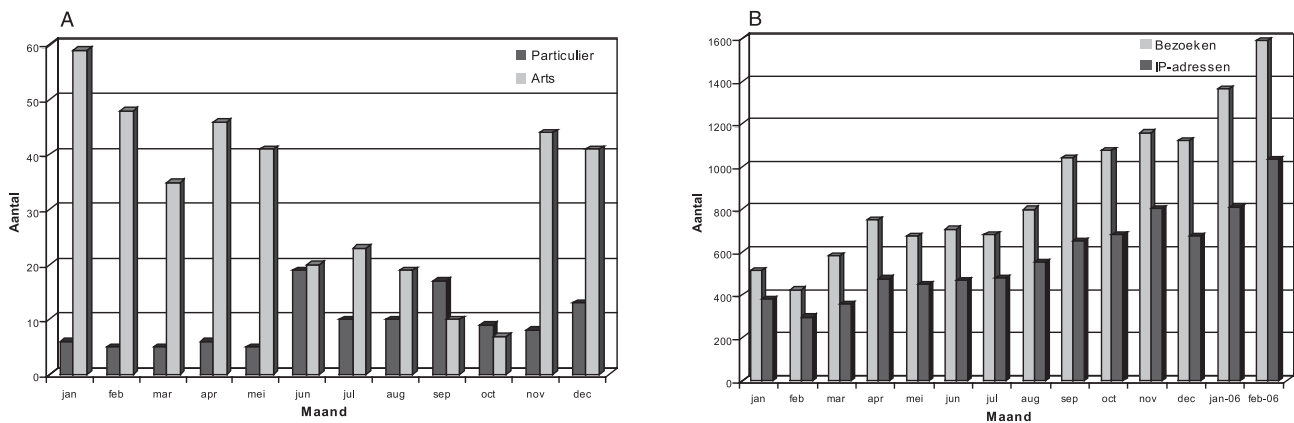 A
Particulier
Arts
Aantal
60
50
40
30
20
10
0
jan feb mar apr mei jun jul aug sep oct nov dec
Maand
B
Bezoeken
IP-adressen
Aantal
1600
1400
1200
1000
800
600
400
200
0
jan feb mar apr mei jun jul aug sep oct nov dec jan-06 feb-06
Maand